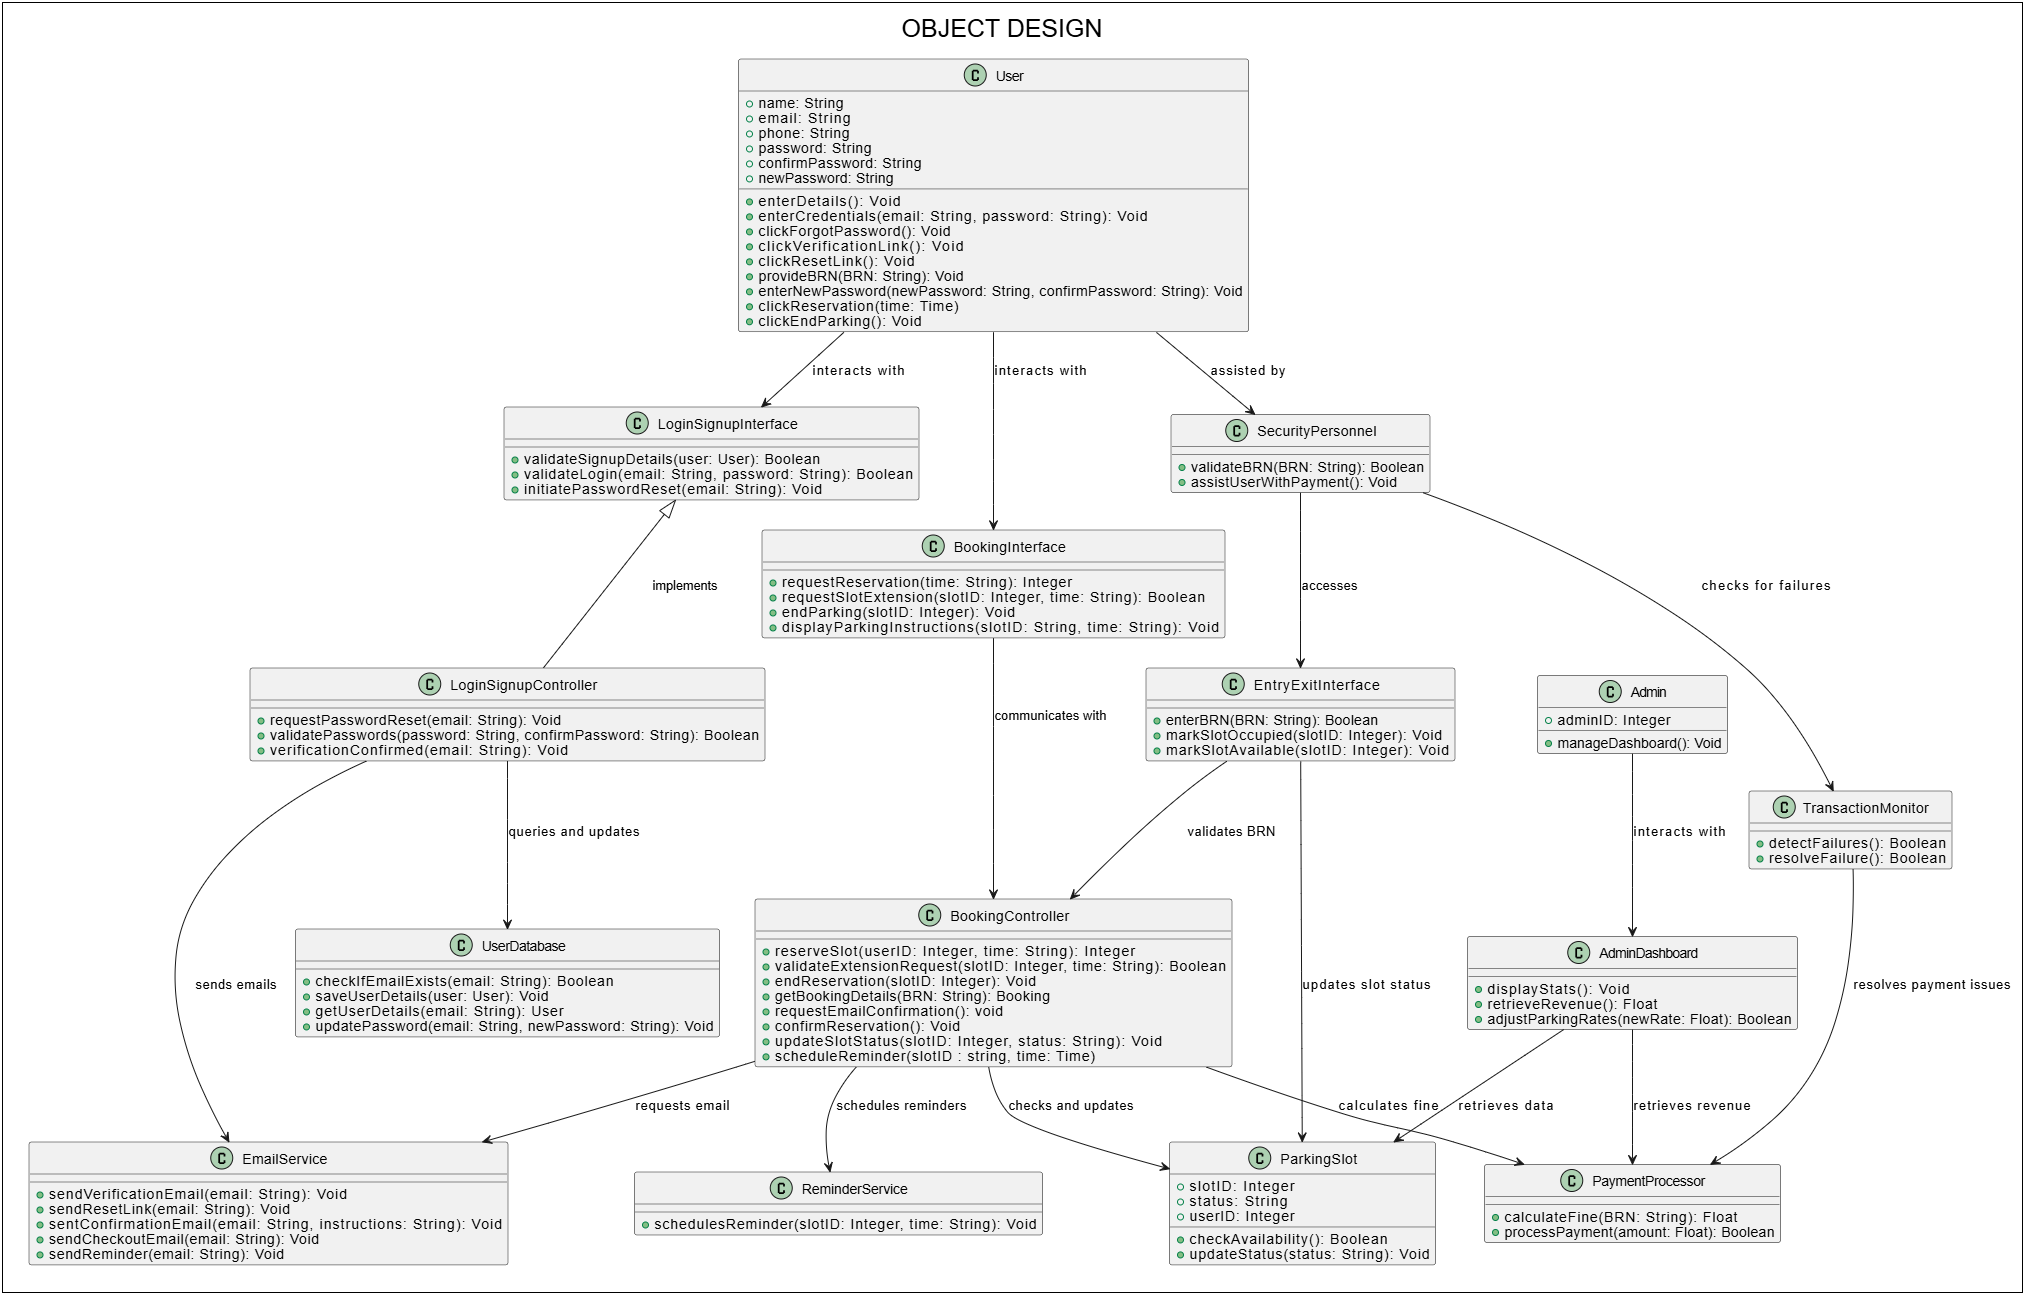 OBJECT DESIGN
C User
name: String
email: String
phone: String
password: String
confirmPassword: String
newPassword: String
enterDetails(): Void
enterCredentials(email: String, password: String): Void
clickForgotPassword(): Void
clickVerificationLink(): Void
clickResetLink(): Void
provideBRN(BRN: String): Void
enterNewPassword(newPassword: String, confirmPassword: String): Void
clickReservation(time: Time)
clickEndParking(): Void
interacts with
interacts with
assisted by
C LoginSignupInterface
validateSignupDetails(user: User): Boolean
validateLogin(email: String, password: String): Boolean
initiatePasswordReset(email: String): Void
C SecurityPersonnel
validateBRN(BRN: String): Boolean
assistUserWithPayment(): Void
C BookingInterface
requestReservation(time: String): Integer
requestSlotExtension(slotID: Integer, time: String): Boolean
endParking(slotID: Integer): Void
displayParkingInstructions(slotID: String, time: String): Void
implements
accesses
checks for failures
C LoginSignupController
requestPasswordReset(email: String): Void
validatePasswords(password: String, confirmPassword: String): Boolean
verificationConfirmed(email: String): Void
communicates with
C EntryExitInterface
enterBRN(BRN: String): Boolean
markSlotOccupied(slotID: Integer): Void
markSlotAvailable(slotID: Integer): Void
C Admin
adminID: Integer
manageDashboard(): Void
C TransactionMonitor
detectFailures(): Boolean
resolveFailure(): Boolean
queries and updates
validates BRN
interacts with
C UserDatabase
checkIfEmailExists(email: String): Boolean
saveUserDetails(user: User): Void
getUserDetails(email: String): User
updatePassword(email: String, newPassword: String): Void
C BookingController
reserveSlot(userID: Integer, time: String): Integer
validateExtensionRequest(slotID: Integer, time: String): Boolean
endReservation(slotID: Integer): Void
getBookingDetails(BRN: String): Booking
requestEmailConfirmation(): void
confirmReservation(): Void
updateSlotStatus(slotID: Integer, status: String): Void
scheduleReminder(slotID : string, time: Time)
C AdminDashboard
displayStats(): Void
retrieveRevenue(): Float
adjustParkingRates(newRate: Float): Boolean
sends emails
updates slot status
resolves payment issues
requests email
schedules reminders
checks and updates
calculates fine
retrieves data
retrieves revenue
C EmailService
sendVerificationEmail(email: String): Void
sendResetLink(email: String): Void
sentConfirmationEmail(email: String, instructions: String): Void
sendCheckoutEmail(email: String): Void
sendReminder(email: String): Void
C ReminderService
schedulesReminder(slotID: Integer, time: String): Void
C ParkingSlot
slotID: Integer
status: String
userID: Integer
checkAvailability(): Boolean
updateStatus(status: String): Void
C PaymentProcessor
calculateFine(BRN: String): Float
processPayment(amount: Float): Boolean